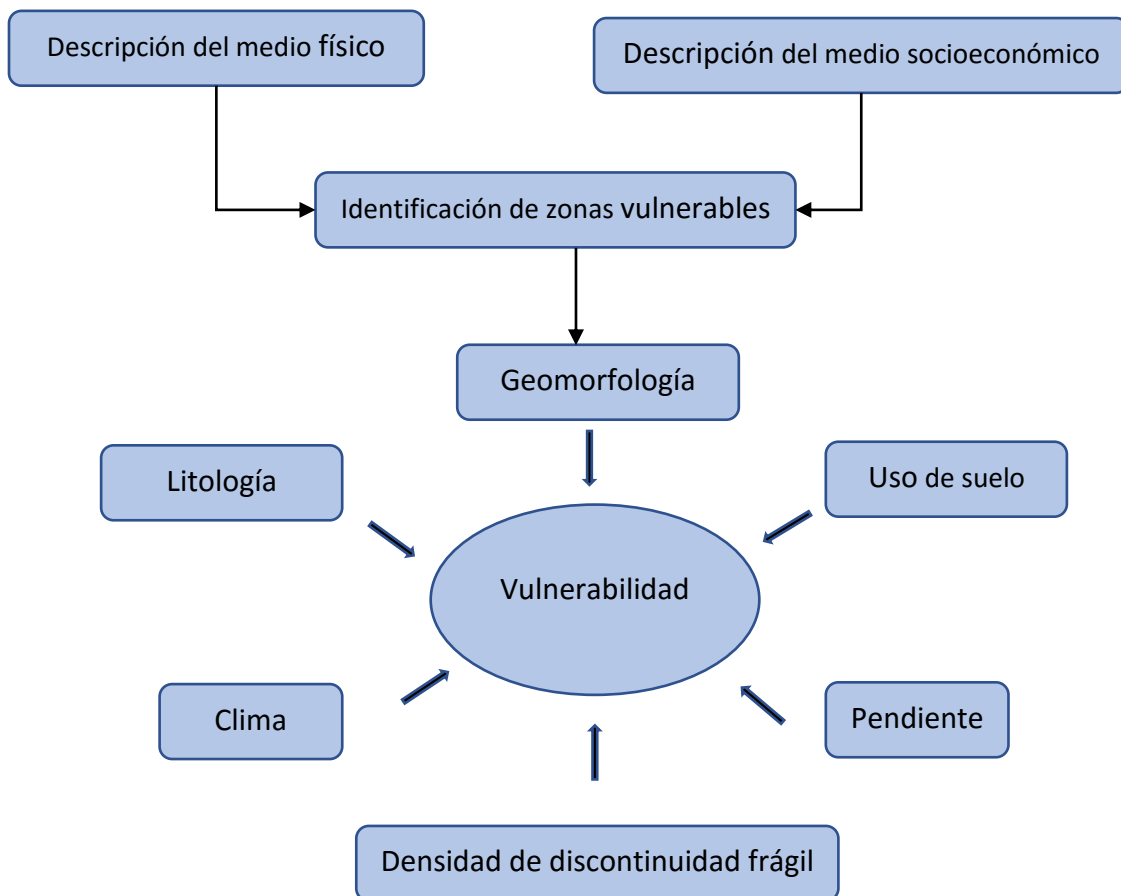 Descripción del medio físico
Descripción del medio socioeconómico
Identificación de zonas vulnerables
Geomorfología
Litología
Uso de suelo
Vulnerabilidad
Clima
Pendiente
Densidad de discontinuidad frágil